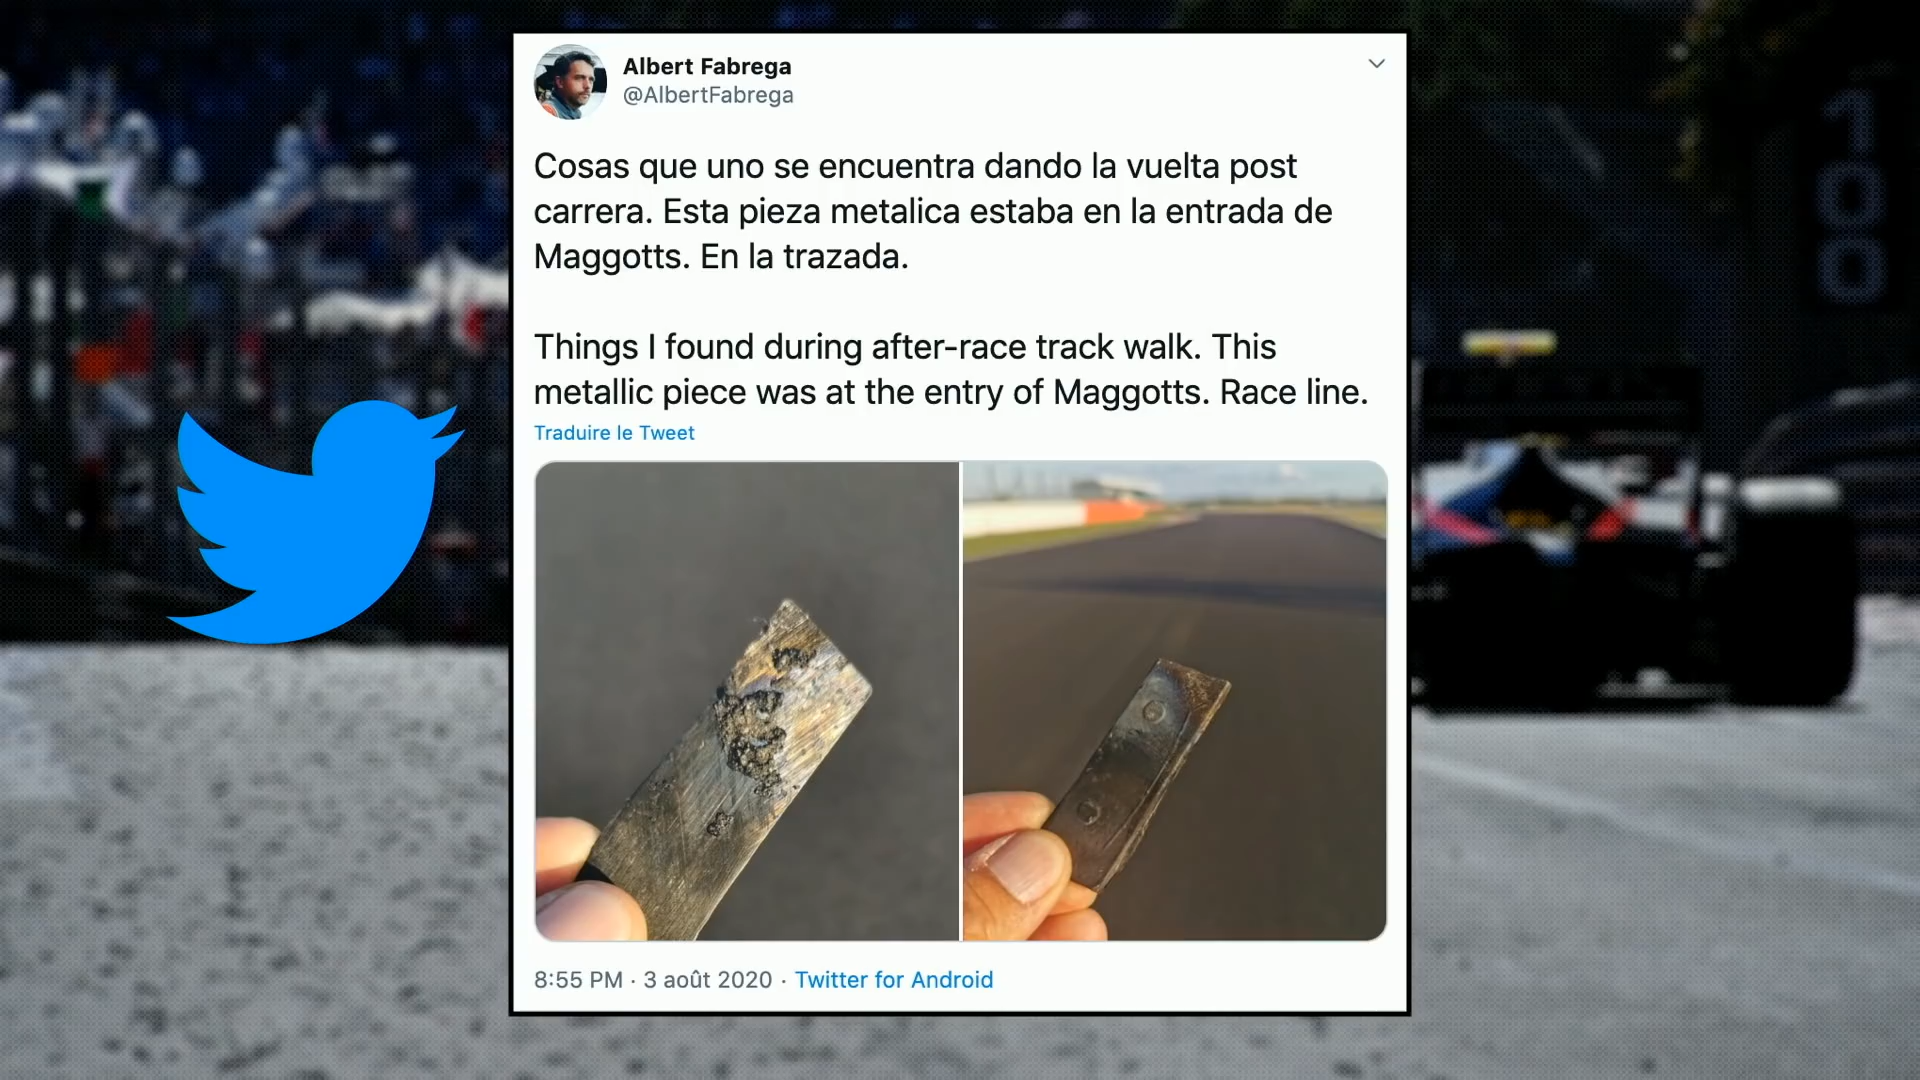 Albert Fabrega
@AlbertFabrega
Cosas que uno se encuentra dando la vuelta post
carrera. Esta pieza metalica estaba en la entrada de
Maggotts. En la trazada.
Things I found during after-race track walk. This
metallic piece was at the entry of Maggotts. Race line.
Traduire le Tweet
8:55 PM · 3 août 2020 · Twitter for Android
100